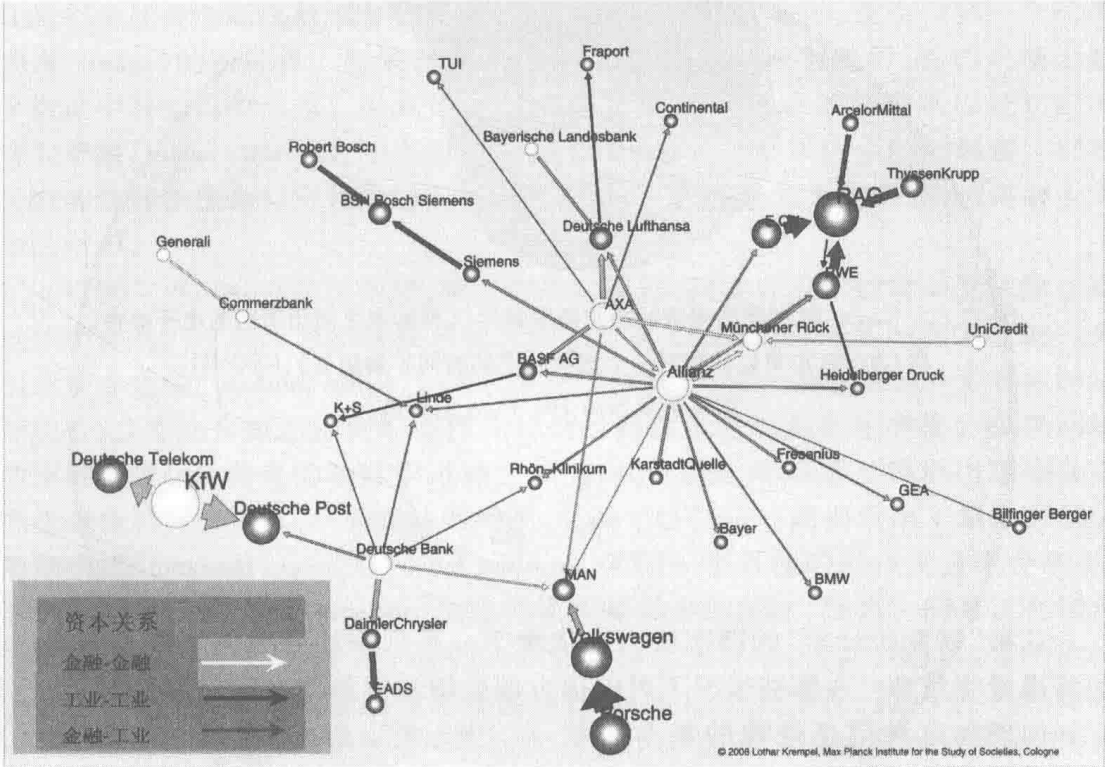 Fraport
TUI
Continental
ArcelorMittal
Bayerische Landesbank
Robert Bosch
ThyssenKrupp
RAG
BSH Bosch Siemens
Deutsche Lufthansa
Generali
Siemens
RWE
Commerzbank
AXA
Münchener Rück
UniCredit
BASF AG
Allianz
Heidelberger Druck
K+S
Linde
Deutsche Telekom
KfW
Rhön-Klinikum
KarstadtQuelle
Fresenius
GEA
Deutsche Post
Bilfinger Berger
Bayer
Deutsche Bank
MAN
BMW
资本关系
DaimlerChrysler
Volkswagen
金融-金融
工业-工业
EADS
Porsche
金融-工业
© 2008 Lothar Krempel, Max Planck Institute for the Study of Societies, Cologne